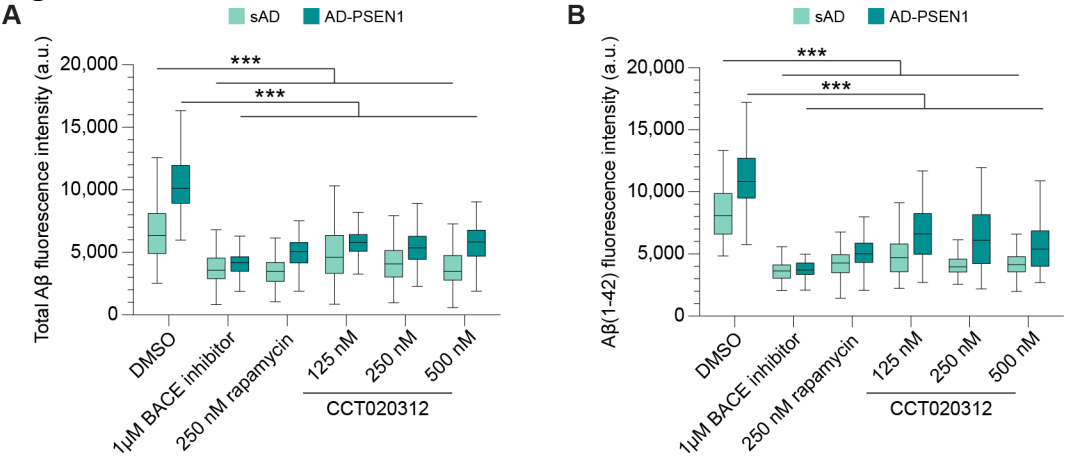 A
sAD AD-PSEN1
Total Aβ fluorescence intensity (a.u.)
20,000
15,000
10,000
5,000
0
***
***
DMSO
1μM BACE inhibitor
250 nM rapamycin
125 nM
250 nM
500 nM
CCT020312
B
sAD AD-PSEN1
Aβ(1-42) fluorescence intensity (a.u.)
20,000
15,000
10,000
5,000
0
***
***
DMSO
1μM BACE inhibitor
250 nM rapamycin
125 nM
250 nM
500 nM
CCT020312